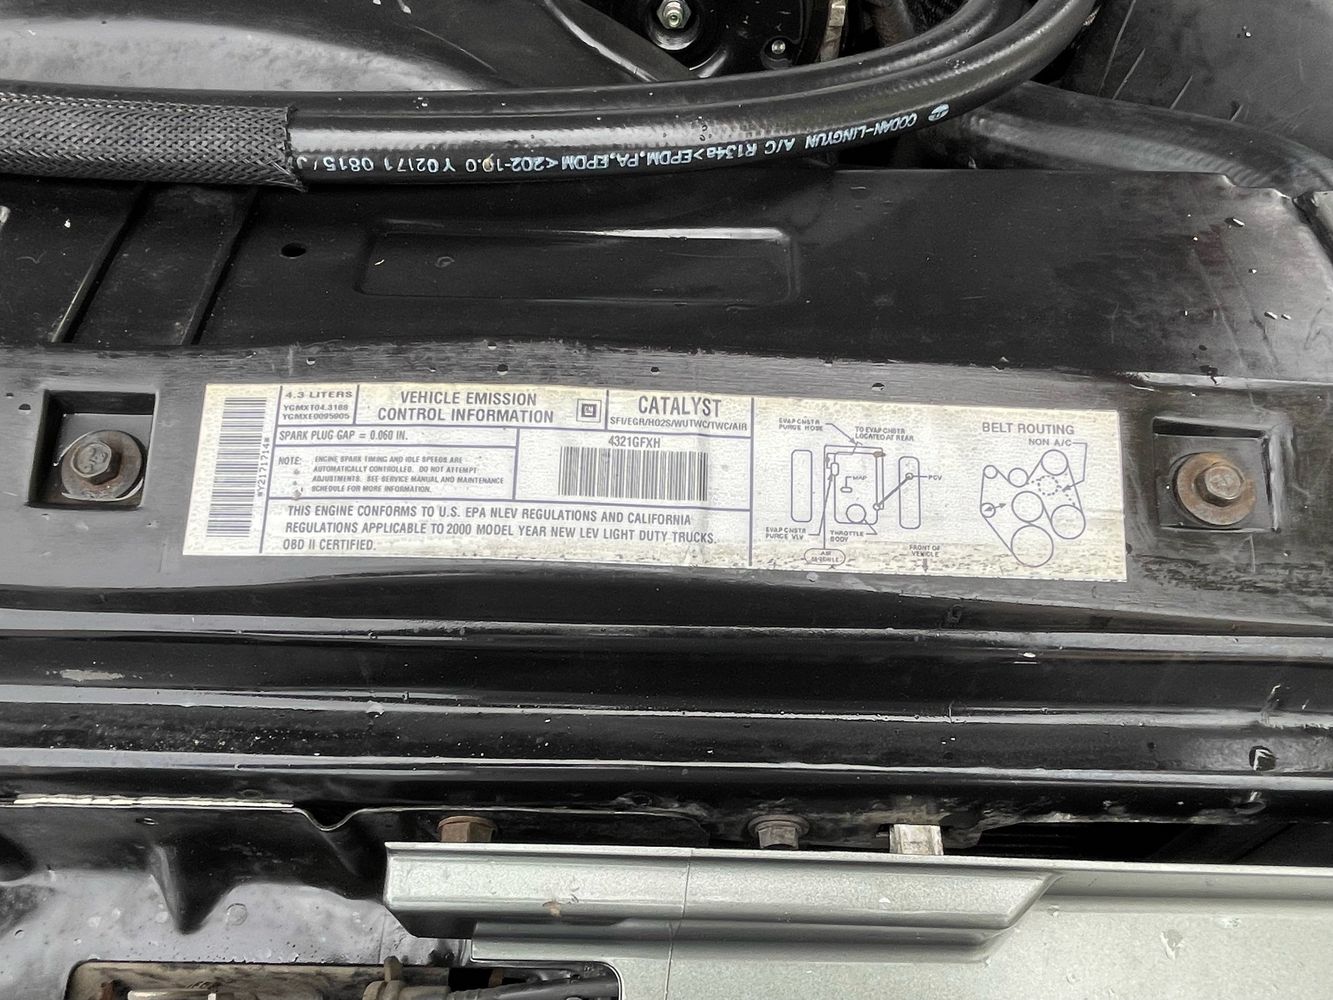 CODAN-LINGYUN A/C R134a>EPDM,PA,EPDM<202-10.0 Y02171 0815
*Y2171714*
4.3 LITERS
YGMXT04.3188
YGMXE0095905
VEHICLE EMISSION
CONTROL INFORMATION
GM
CATALYST
SFI/EGR/HO2S/WUTWC/TWC/AIR
SPARK PLUG GAP = 0.060 IN.
NOTE:
ENGINE SPARK TIMING AND IDLE SPEEDS ARE
AUTOMATICALLY CONTROLLED. DO NOT ATTEMPT
ADJUSTMENTS. SEE SERVICE MANUAL AND MAINTENANCE
SCHEDULE FOR MORE INFORMATION.
4321GFXH
THIS ENGINE CONFORMS TO U.S. EPA NLEV REGULATIONS AND CALIFORNIA
REGULATIONS APPLICABLE TO 2000 MODEL YEAR NEW LEV LIGHT DUTY TRUCKS.
OBD II CERTIFIED.
EVAP CNSTR
PURGE HOSE
TO EVAP CNSTR
LOCATED AT REAR
MAP
PCV
EVAP CNSTR
PURGE VLV
THROTTLE
BODY
AIR
FRONT OF
VEHICLE
BELT ROUTING
NON A/C